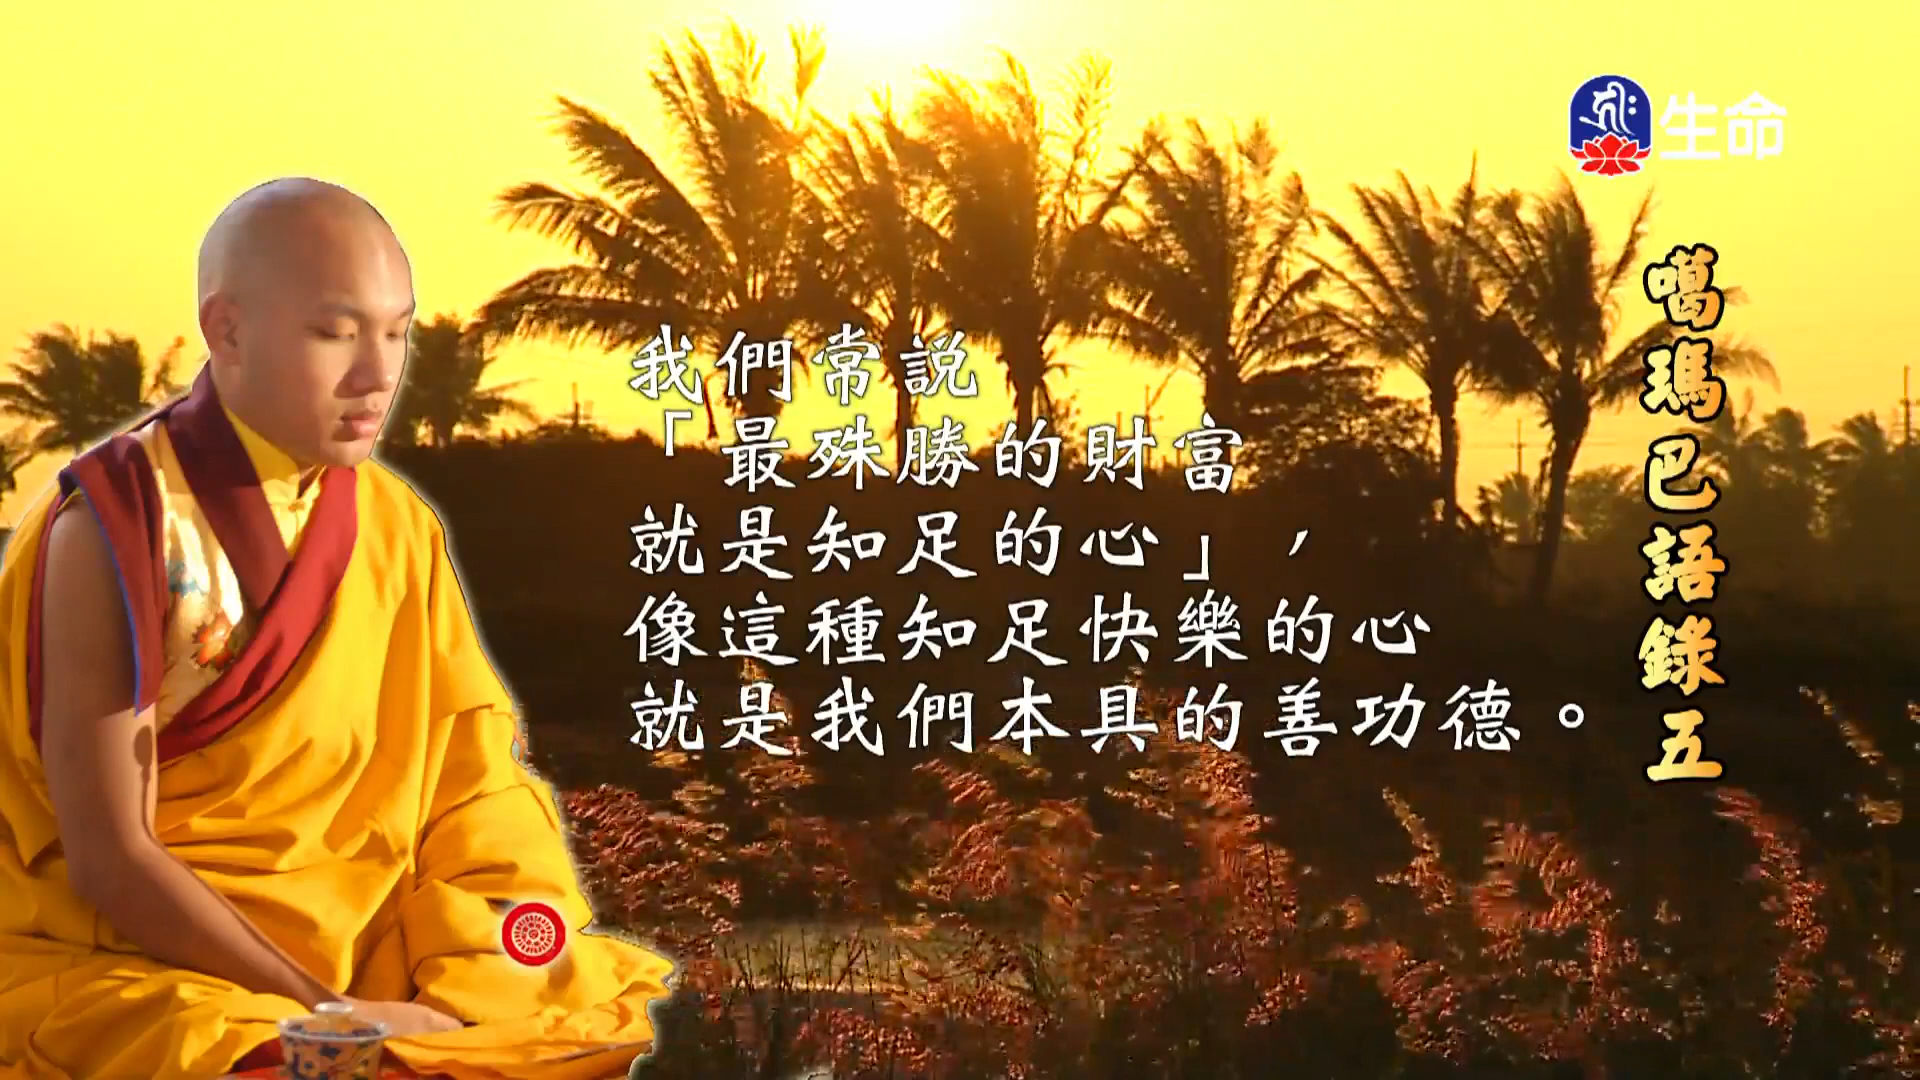 生命
噶瑪巴語錄五
我們常說
「最殊勝的財富
就是知足的心」，
像這種知足快樂的心
就是我們本具的善功德。